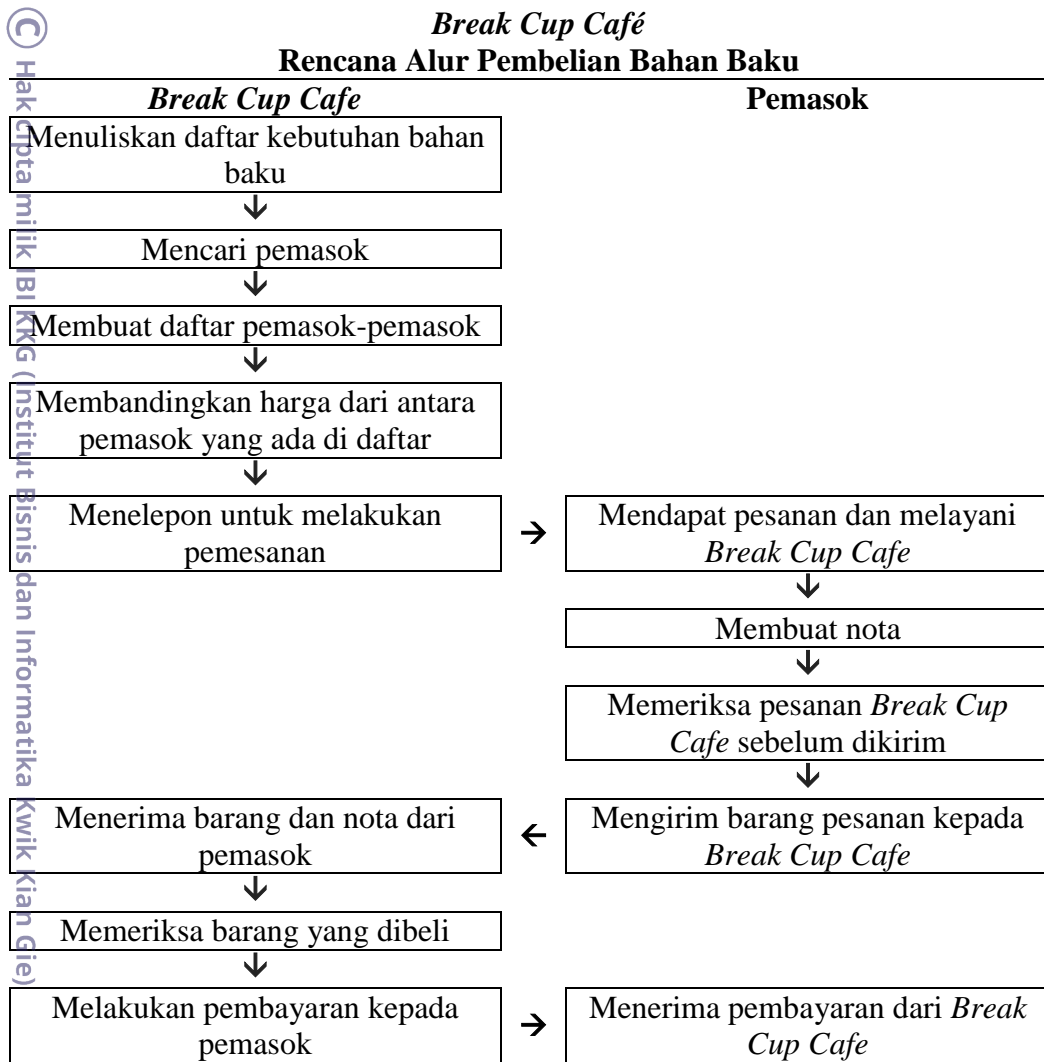 Break Cup Café
Rencana Alur Pembelian Bahan Baku
Break Cup Cafe
Pemasok
Menuliskan daftar kebutuhan bahan
baku
Mencari pemasok
Membuat daftar pemasok-pemasok
Membandingkan harga dari antara
pemasok yang ada di daftar
Menelepon untuk melakukan
pemesanan
Mendapat pesanan dan melayani
Break Cup Cafe
Membuat nota
Memeriksa pesanan Break Cup
Cafe sebelum dikirim
Mengirim barang pesanan kepada
Break Cup Cafe
Menerima barang dan nota dari
pemasok
Memeriksa barang yang dibeli
Melakukan pembayaran kepada
pemasok
Menerima pembayaran dari Break
Cup Cafe
© Hak cipta milik IBI KKG (Institut Bisnis dan Informatika Kwik Kian Gie)